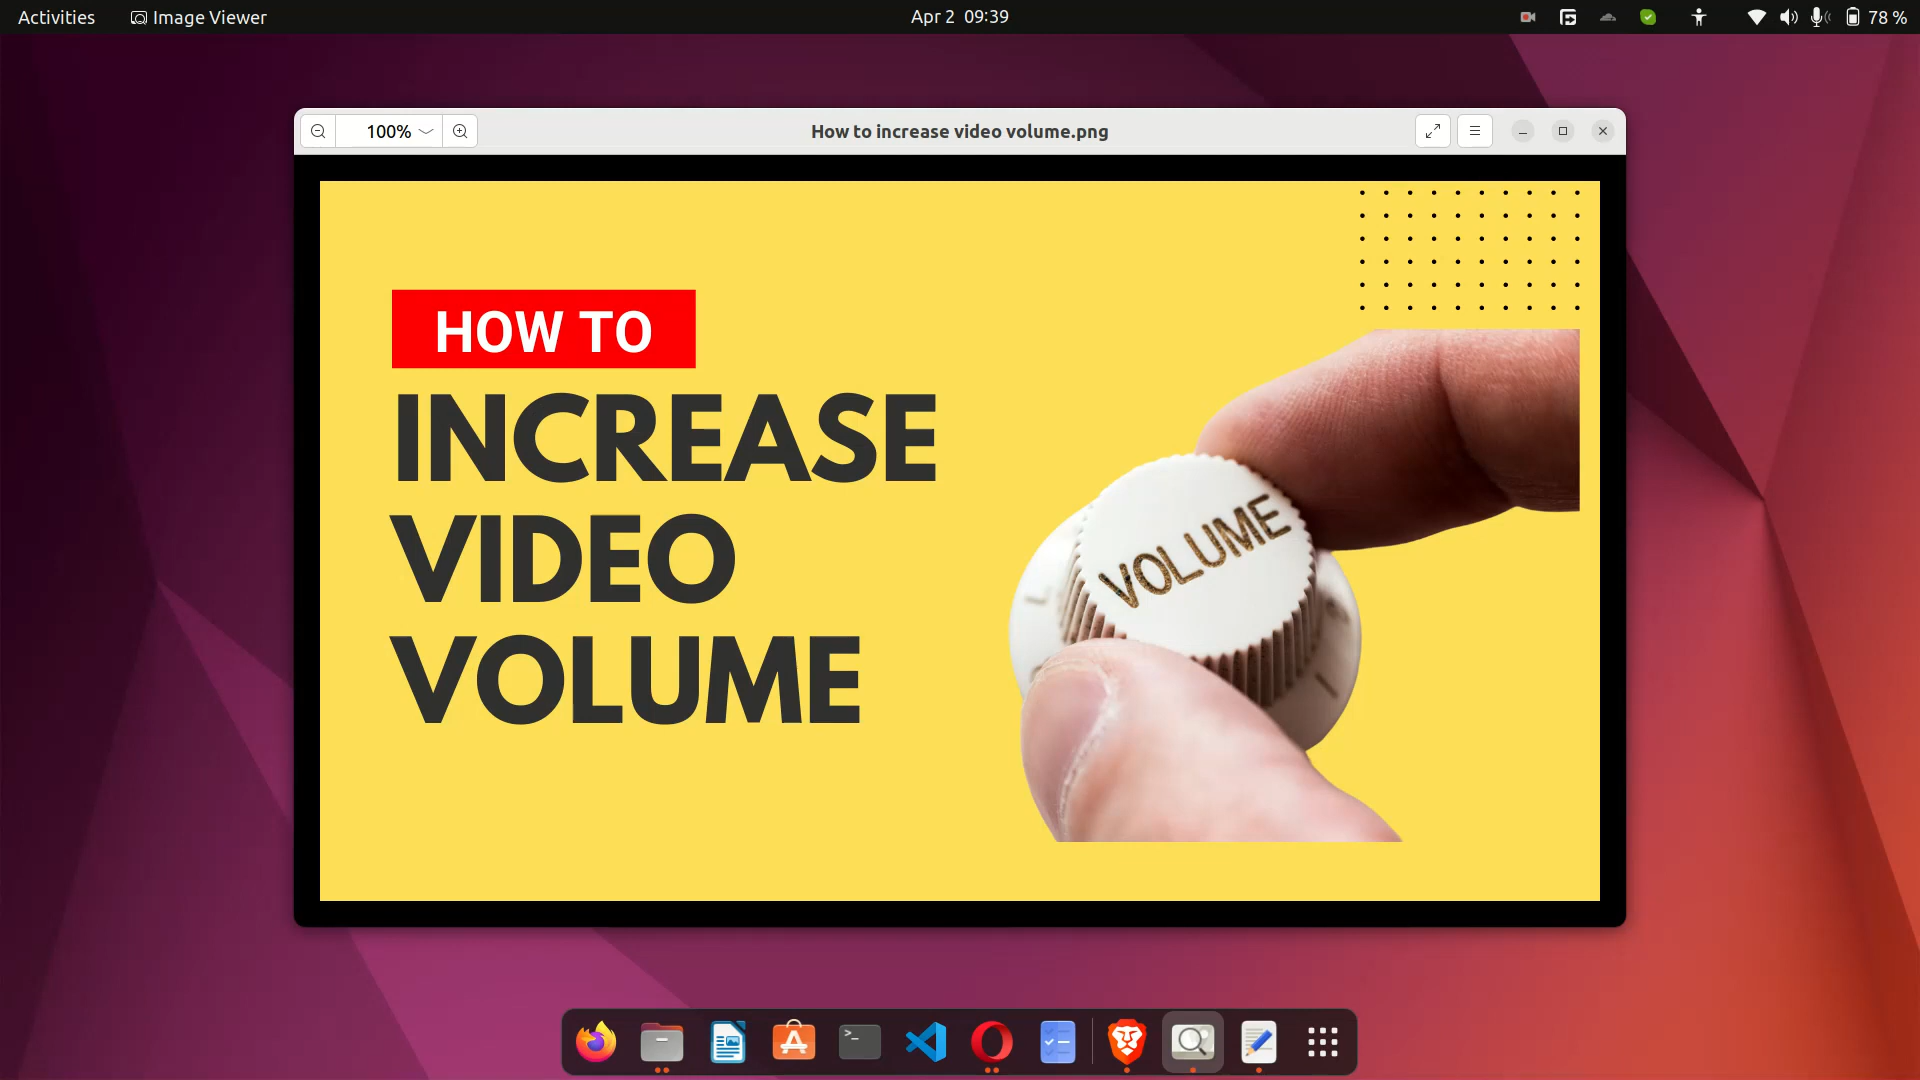 Activities
Image Viewer
Apr 2 09:39
78 %
100%
How to increase video volume.png
HOW TO
INCREASE
VIDEO
VOLUME
VOLUME